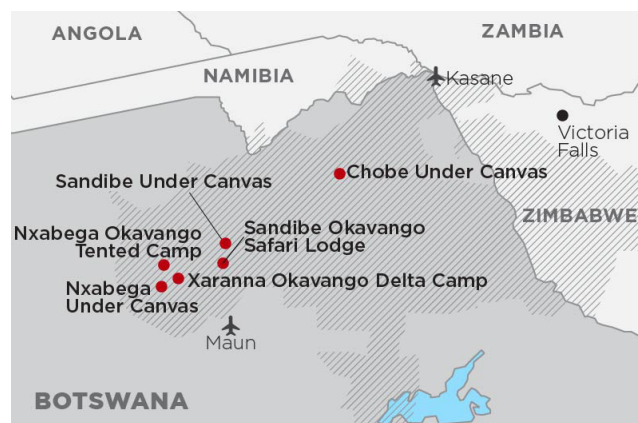 ANGOLA
ZAMBIA
NAMIBIA
Kasane
Victoria
Falls
Chobe Under Canvas
Sandibe Under Canvas
ZIMBABWE
Nxabega Okavango
Tented Camp
Sandibe Okavango
Safari Lodge
Xaranna Okavango Delta Camp
Nxabega
Under Canvas
Maun
BOTSWANA